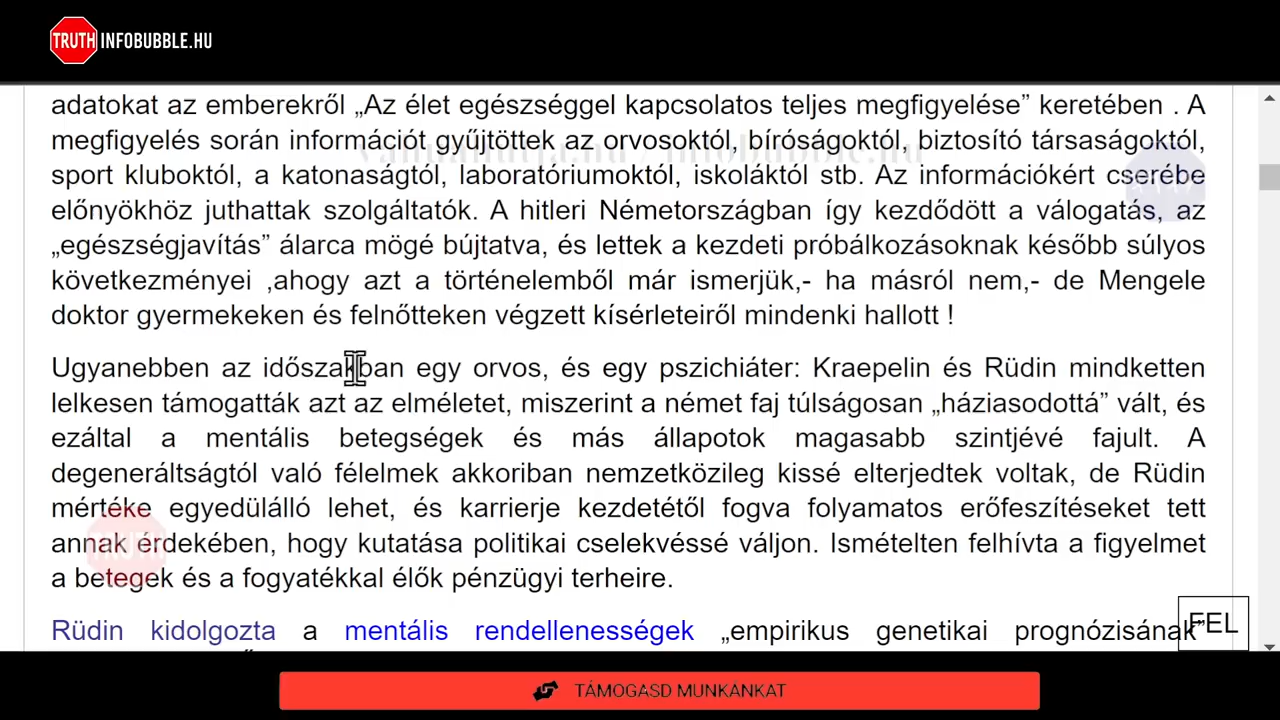 TRUTH INFOBUBBLE.HU
adatokat az emberekről „Az élet egészséggel kapcsolatos teljes megfigyelése” keretében . A
megfigyelés során információt gyűjtöttek az orvosoktól, bíróságoktól, biztosító társaságoktól,
sport kluboktól, a katonaságtól, laboratóriumoktól, iskoláktól stb. Az információkért cserébe
előnyökhöz juthattak szolgáltatók. A hitleri Németországban így kezdődött a válogatás, az
„egészségjavítás” álarca mögé bújtatva, és lettek a kezdeti próbálkozásoknak később súlyos
következményei ,ahogy azt a történelemből már ismerjük,- ha másról nem,- de Mengele
doktor gyermekeken és felnőtteken végzett kísérleteiről mindenki hallott !
Ugyanebben az időszakban egy orvos, és egy pszichiáter: Kraepelin és Rüdin mindketten
lelkesen támogatták azt az elméletet, miszerint a német faj túlságosan „háziasodottá” vált, és
ezáltal a mentális betegségek és más állapotok magasabb szintjévé fajult. A
degeneráltságtól való félelmek akkoriban nemzetközileg kissé elterjedtek voltak, de Rüdin
mértéke egyedülálló lehet, és karrierje kezdetétől fogva folyamatos erőfeszítéseket tett
annak érdekében, hogy kutatása politikai cselekvéssé váljon. Ismételten felhívta a figyelmet
a betegek és a fogyatékkal élők pénzügyi terheire.
Rüdin kidolgozta a mentális rendellenességek „empirikus genetikai prognózisának”
FEL
TÁMOGASD MUNKÁNKAT